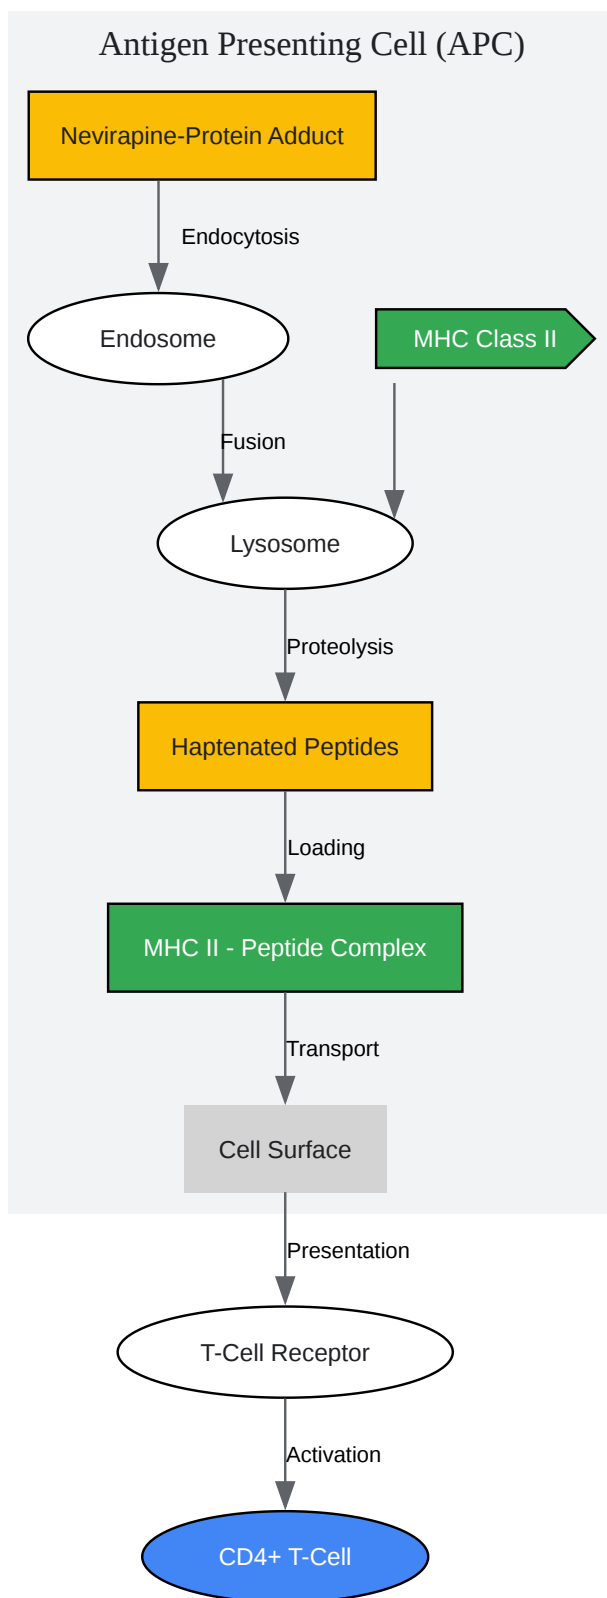 Antigen Presenting Cell (APC)
Nevirapine-Protein Adduct
Endocytosis
Endosome
MHC Class II
Fusion
Lysosome
Proteolysis
Haptenated Peptides
Loading
MHC II - Peptide Complex
Transport
Cell Surface
Presentation
T-Cell Receptor
Activation
CD4+ T-Cell